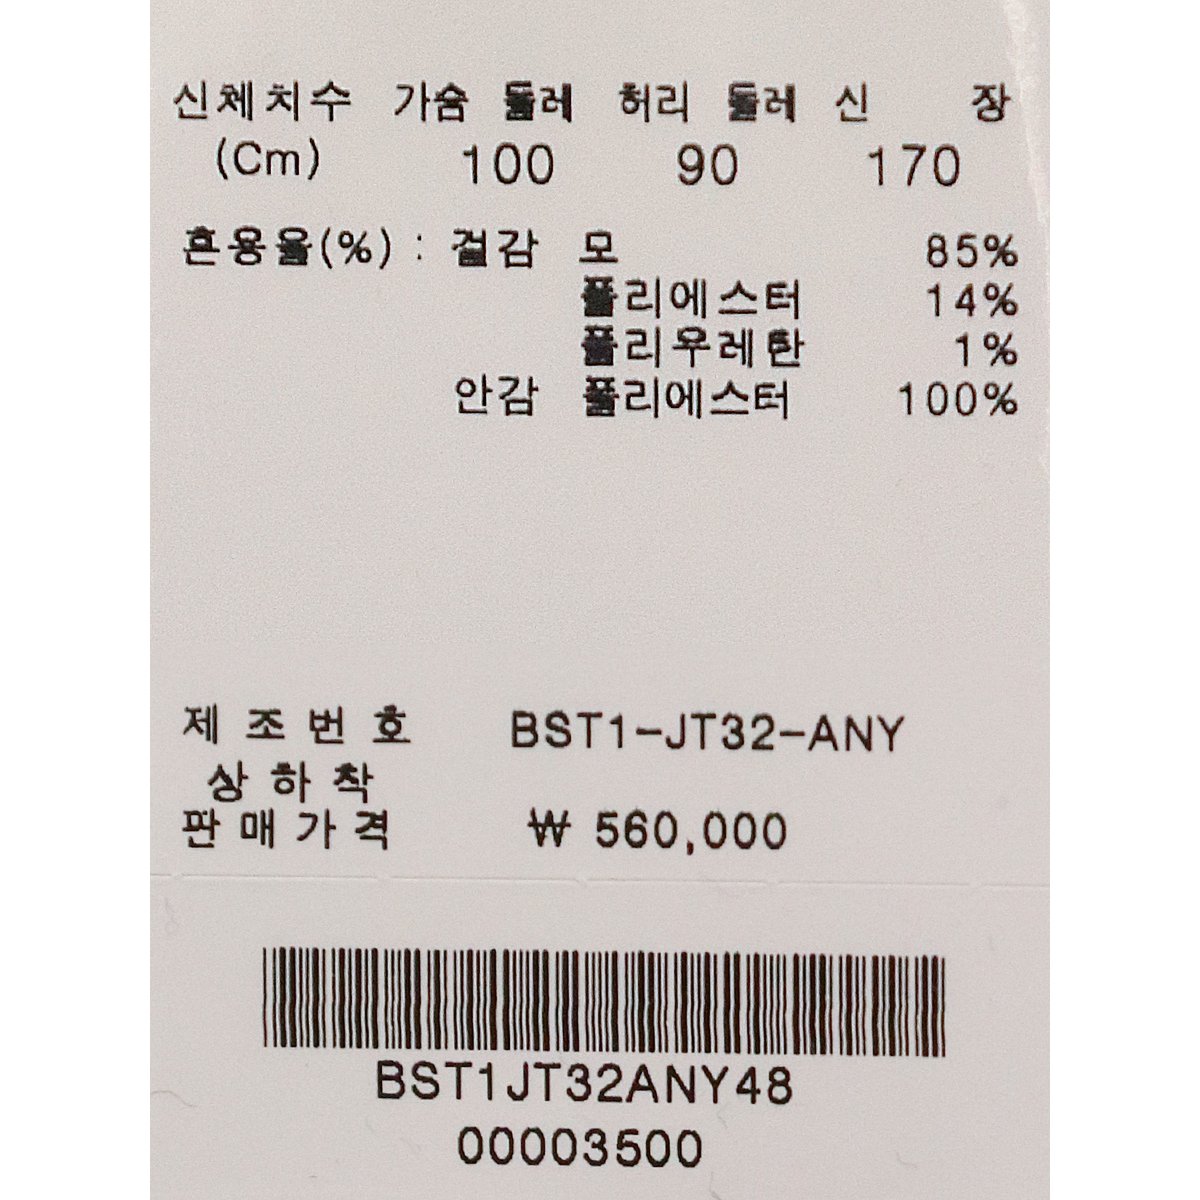 신체치수 가슴 둘레 허리 둘레 신 장
(Cm) 100 90 170
혼용율(%) : 겉감 모 85%
폴리에스터 14%
폴리우레탄 1%
안감 폴리에스터 100%
제 조 번 호 BST1-JT32-ANY
상 하 착
판 매 가 격 ₩ 560,000
BST1JT32ANY48
00003500